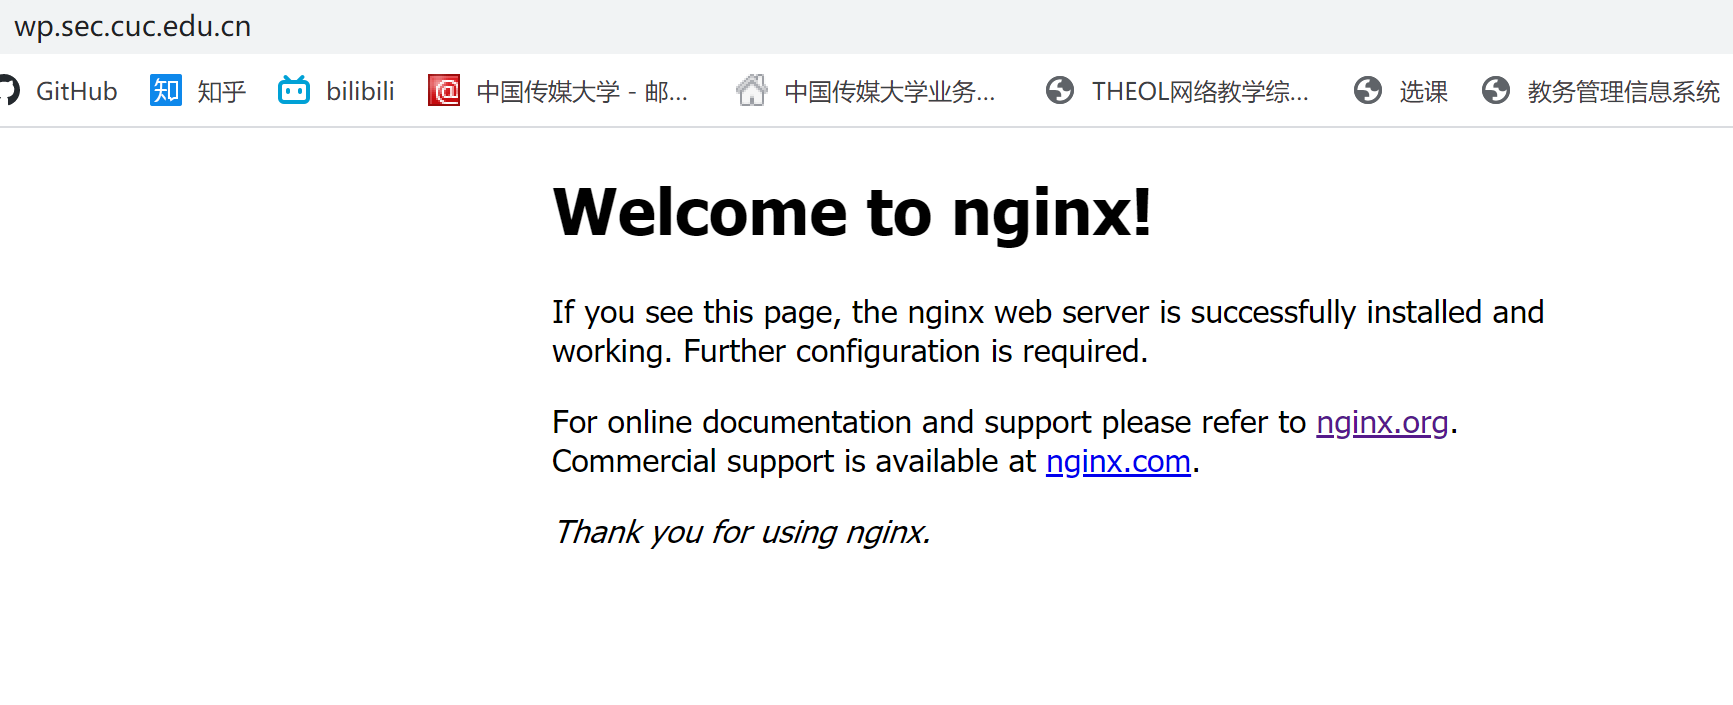 wp.sec.cuc.edu.cn
GitHub 知 知乎 bilibili @ 中国传媒大学 - 邮... 中国传媒大学业务... THEOL网络教学综... 选课 教务管理信息系统
Welcome to nginx!
If you see this page, the nginx web server is successfully installed and
working. Further configuration is required.
For online documentation and support please refer to nginx.org.
Commercial support is available at nginx.com.
Thank you for using nginx.